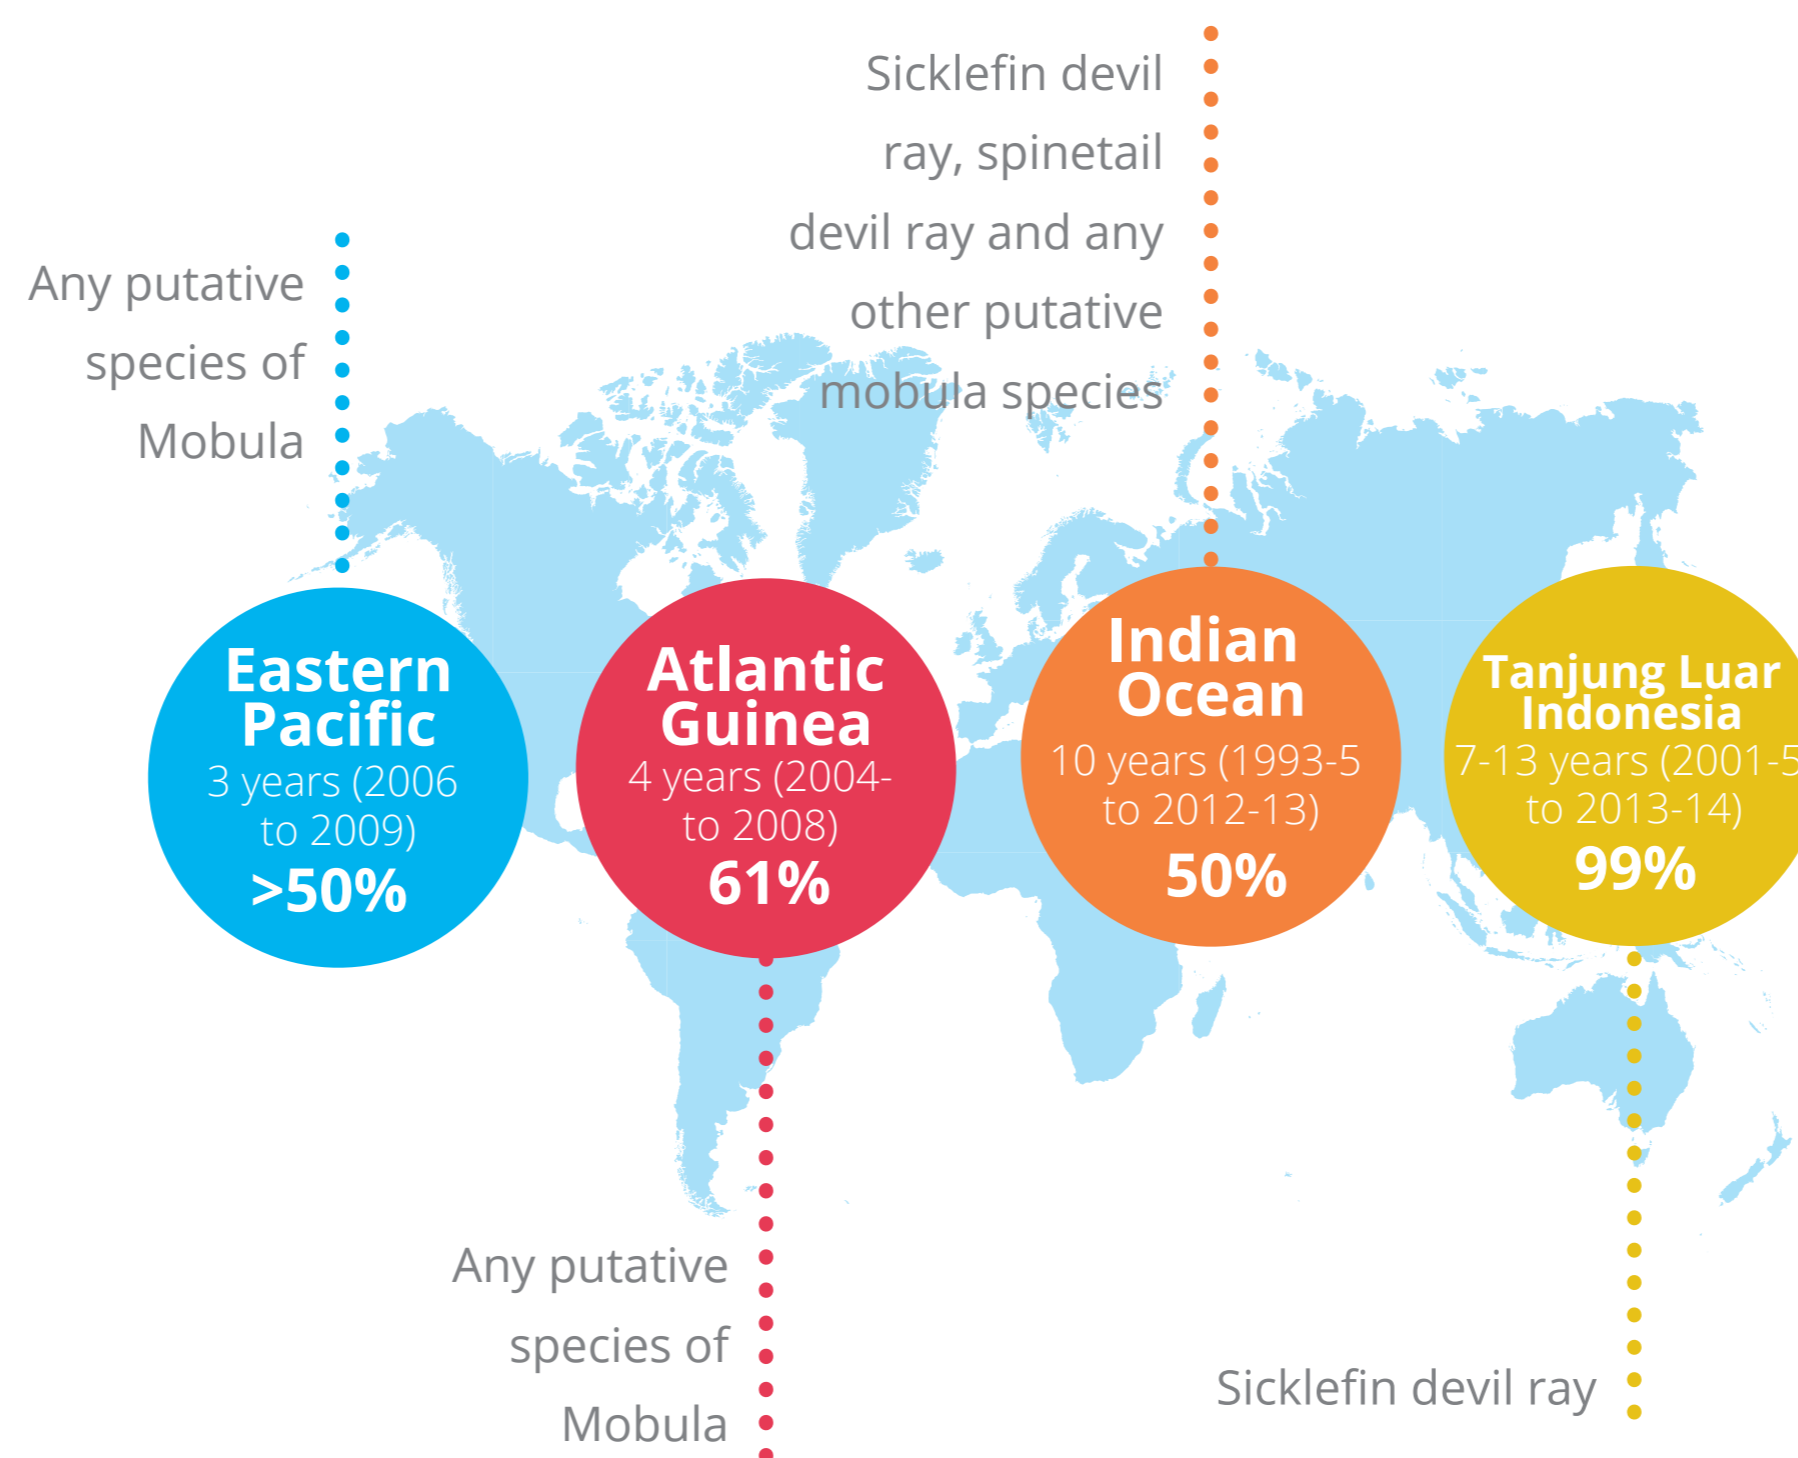 Any putative
species of
Mobula
Eastern
Pacific
3 years (2006
to 2009)
>50%
Atlantic
Guinea
4 years (2004-
to 2008)
61%
Any putative
species of
Mobula
Sicklefin devil
ray, spinetail
devil ray and any
other putative
mobula species
Indian
Ocean
10 years (1993-5
to 2012-13)
50%
Tanjung Luar
Indonesia
7-13 years (2001-5
to 2013-14)
99%
Sicklefin devil ray